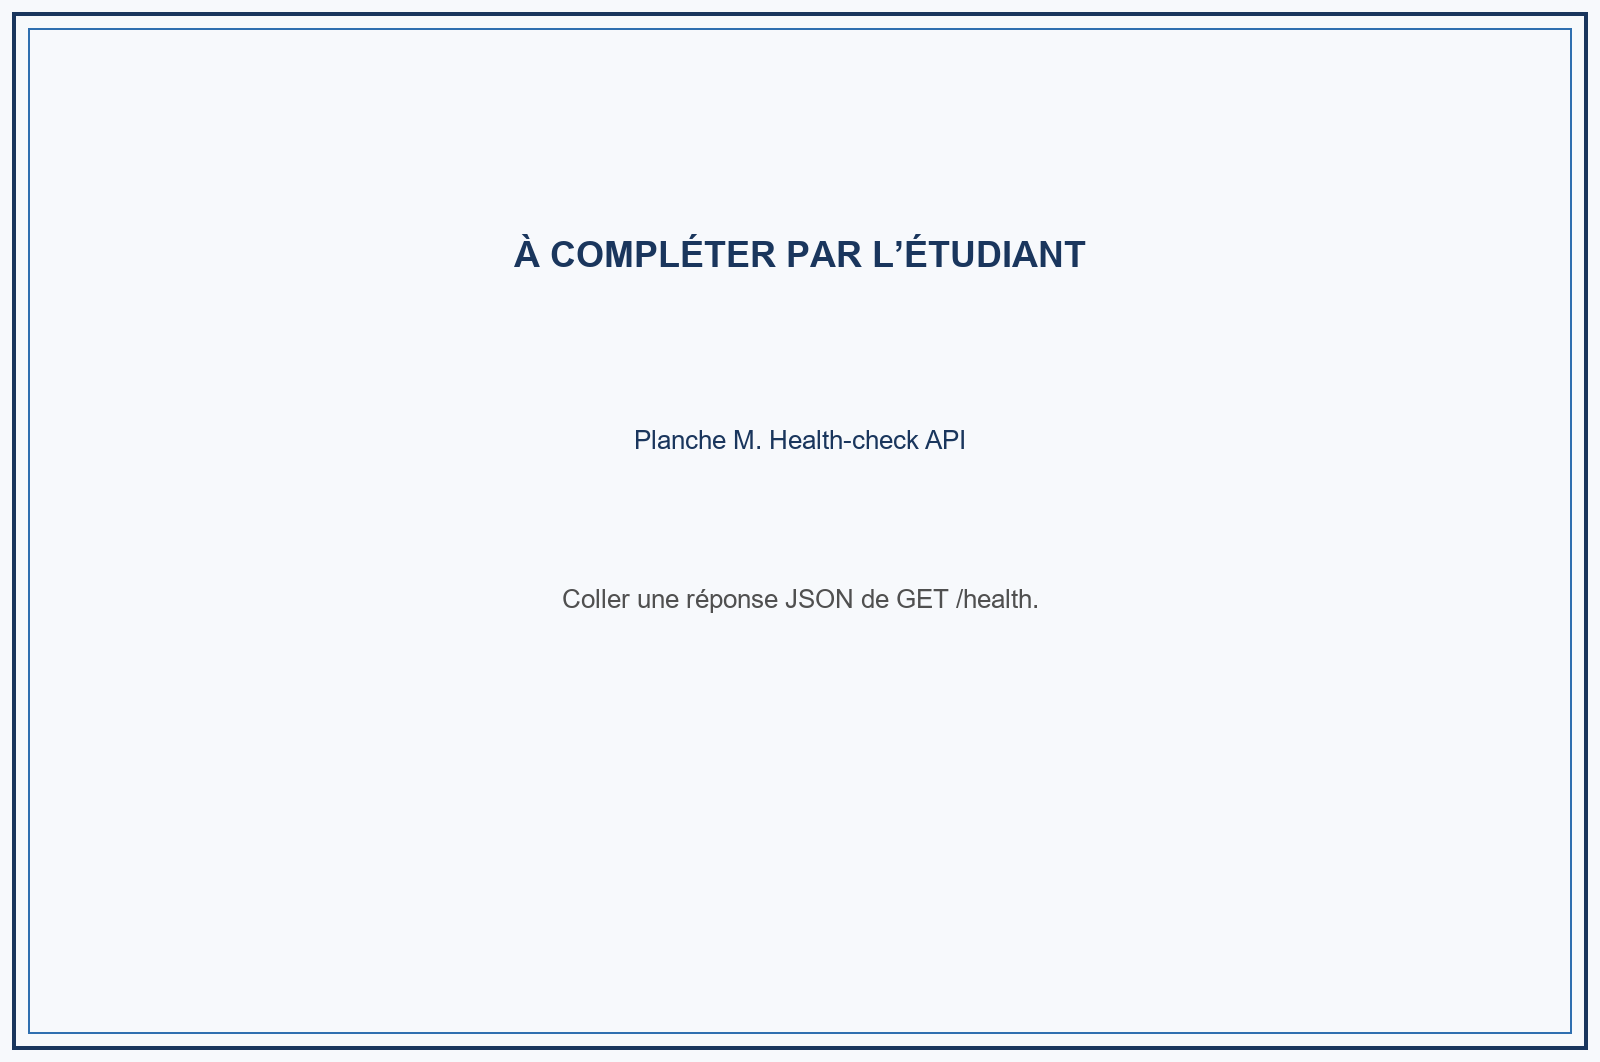 À COMPLÉTER PAR L’ÉTUDIANT
Planche M. Health-check API
Coller une réponse JSON de GET /health.